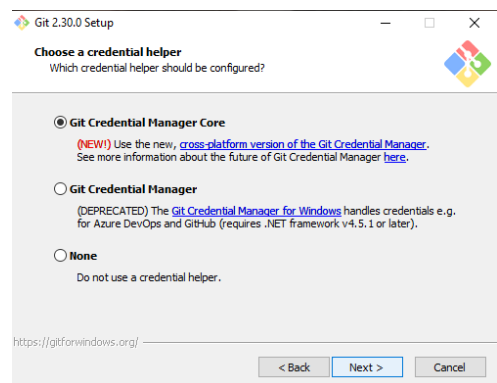 Git 2.30.0 Setup
Choose a credential helper
Which credential helper should be configured?
Git Credential Manager Core
(NEW!) Use the new, cross-platform version of the Git Credential Manager.
See more information about the future of Git Credential Manager here.
Git Credential Manager
(DEPRECATED) The Git Credential Manager for Windows handles credentials e.g.
for Azure DevOps and GitHub (requires .NET framework v4.5.1 or later).
None
Do not use a credential helper.
https://gitforwindows.org/
< Back Next > Cancel